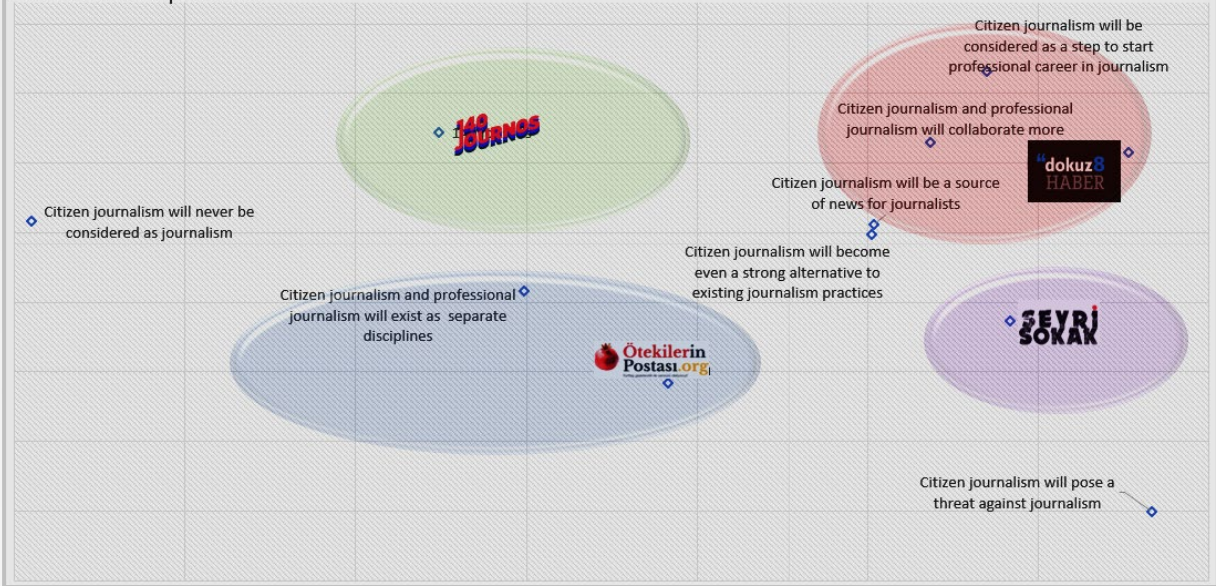 Citizen journalism will be
considered as a step to start
professional career in journalism
140
JOURNOS
Citizen journalism and professional
journalism will collaborate more
"dokuz8
HABER
Citizen journalism will be a source
of news for journalists
Citizen journalism will never be
considered as journalism
Citizen journalism will become
even a strong alternative to
existing journalism practices
Citizen journalism and professional
journalism will exist as separate
disciplines
SEYRİ
SOKAK
Ötekilerin
Postası.org
Citizen journalism will pose a
threat against journalism